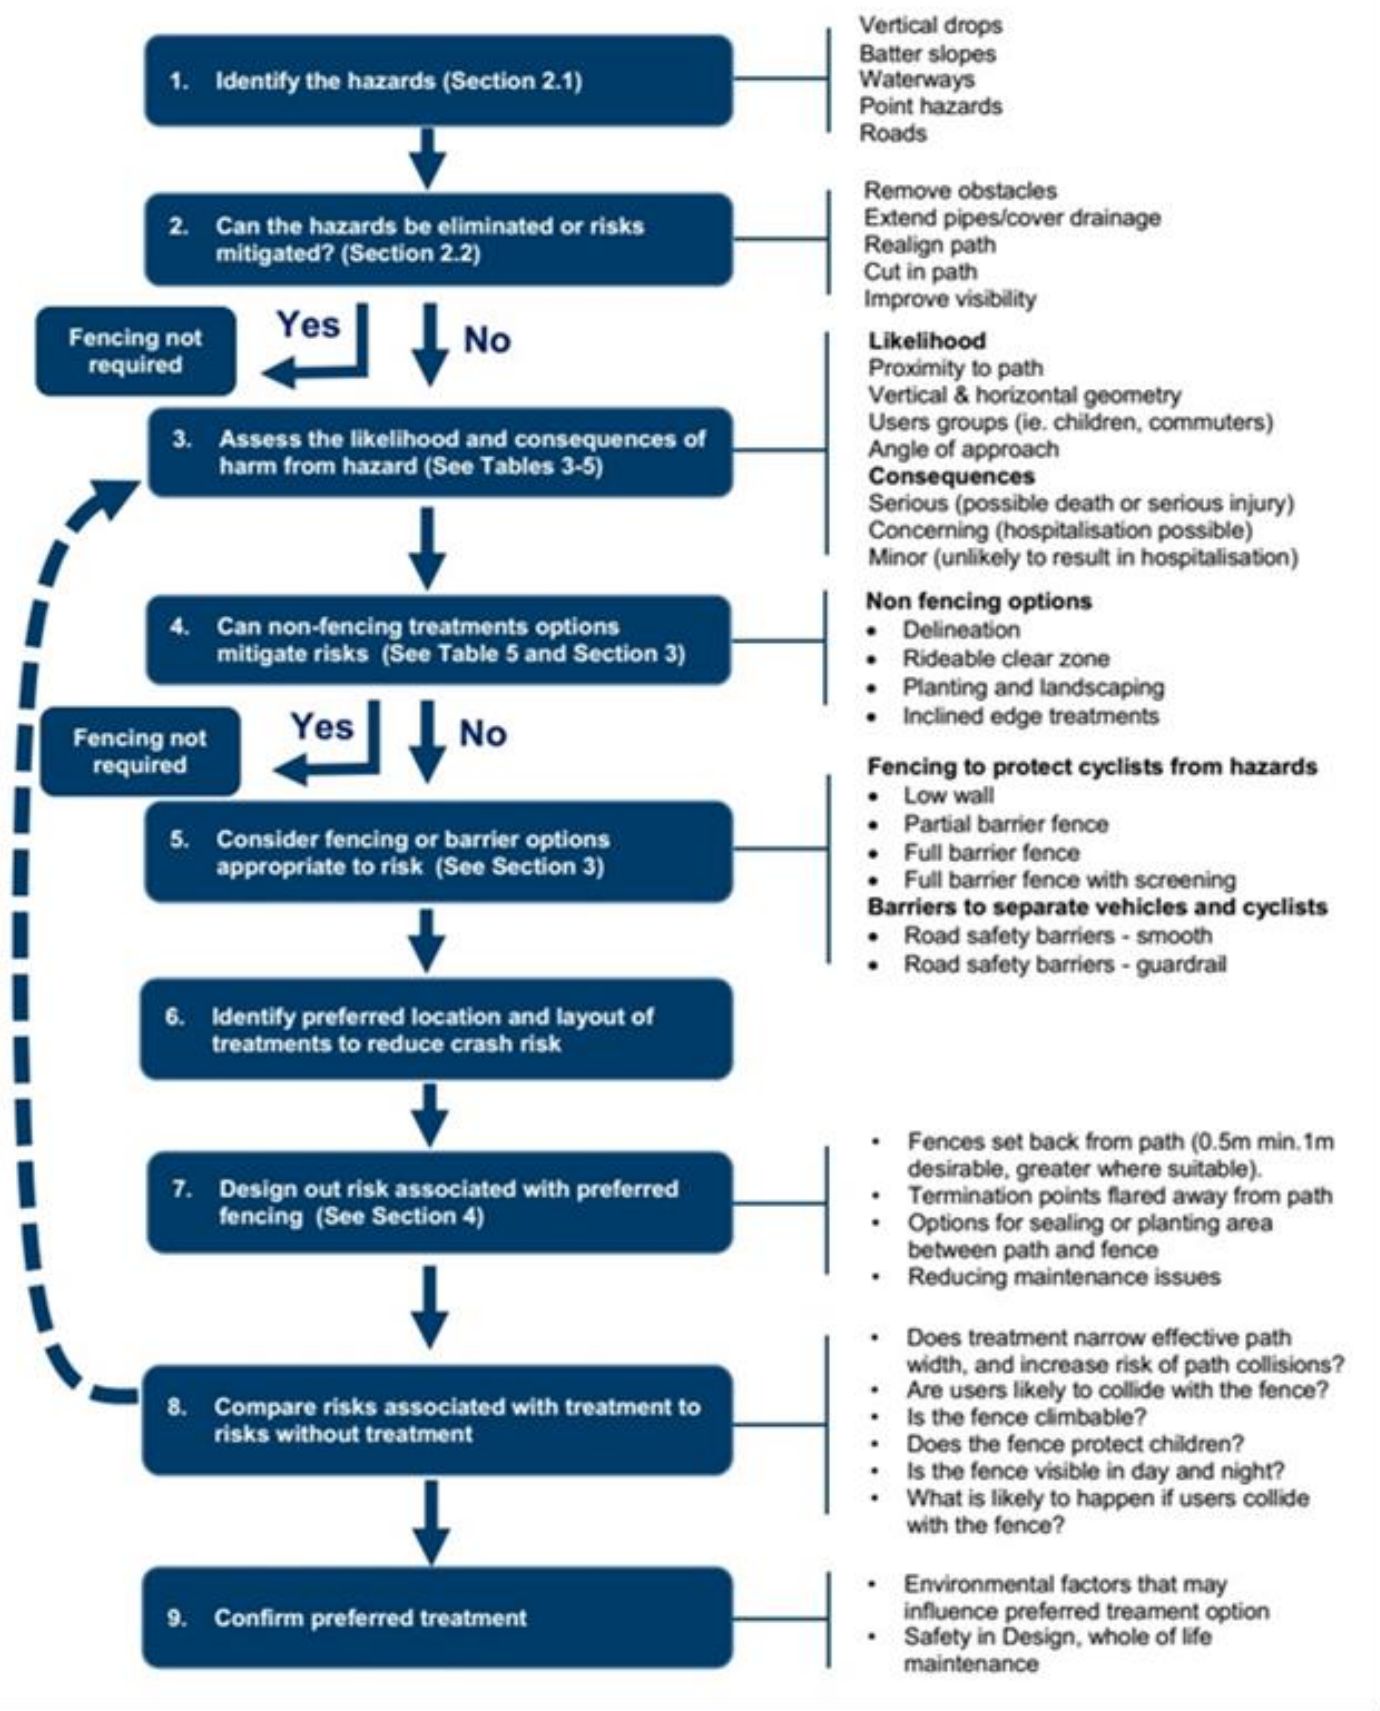 1. Identify the hazards (Section 2.1)
Vertical drops
Batter slopes
Waterways
Point hazards
Roads
2. Can the hazards be eliminated or risks
mitigated? (Section 2.2)
Remove obstacles
Extend pipes/cover drainage
Realign path
Cut in path
Improve visibility
Yes
No
Fencing not
required
3. Assess the likelihood and consequences of
harm from hazard (See Tables 3-5)
Likelihood
Proximity to path
Vertical & horizontal geometry
Users groups (ie. children, commuters)
Angle of approach
Consequences
Serious (possible death or serious injury)
Concerning (hospitalisation possible)
Minor (unlikely to result in hospitalisation)
4. Can non-fencing treatments options
mitigate risks (See Table 5 and Section 3)
Non fencing options
• Delineation
• Rideable clear zone
• Planting and landscaping
• Inclined edge treatments
Yes
No
Fencing not
required
5. Consider fencing or barrier options
appropriate to risk (See Section 3)
Fencing to protect cyclists from hazards
• Low wall
• Partial barrier fence
• Full barrier fence
• Full barrier fence with screening
Barriers to separate vehicles and cyclists
• Road safety barriers - smooth
• Road safety barriers - guardrail
6. Identify preferred location and layout of
treatments to reduce crash risk
7. Design out risk associated with preferred
fencing (See Section 4)
• Fences set back from path (0.5m min.1m
desirable, greater where suitable).
• Termination points flared away from path
• Options for sealing or planting area
between path and fence
• Reducing maintenance issues
8. Compare risks associated with treatment to
risks without treatment
• Does treatment narrow effective path
width, and increase risk of path collisions?
• Are users likely to collide with the fence?
• Is the fence climbable?
• Does the fence protect children?
• Is the fence visible in day and night?
• What is likely to happen if users collide
with the fence?
9. Confirm preferred treatment
• Environmental factors that may
influence preferred treament option
• Safety in Design, whole of life
maintenance